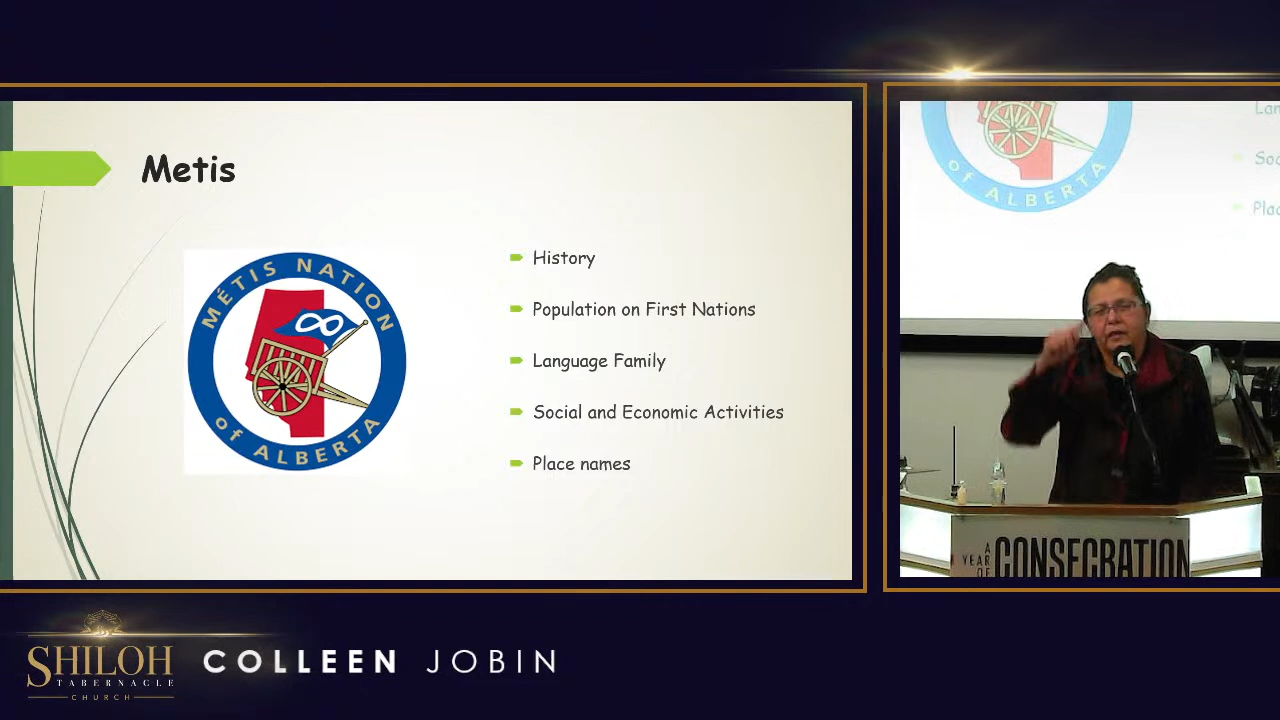 Metis
MÉTIS NATION
of ALBERTA
History
Population on First Nations
Language Family
Social and Economic Activities
Place names
of ALBERTA
Lan
Soc
Plac
A
YEAR
OF
CONSECRATION
SHILOH
TABERNACLE
CHURCH
COLLEEN JOBIN